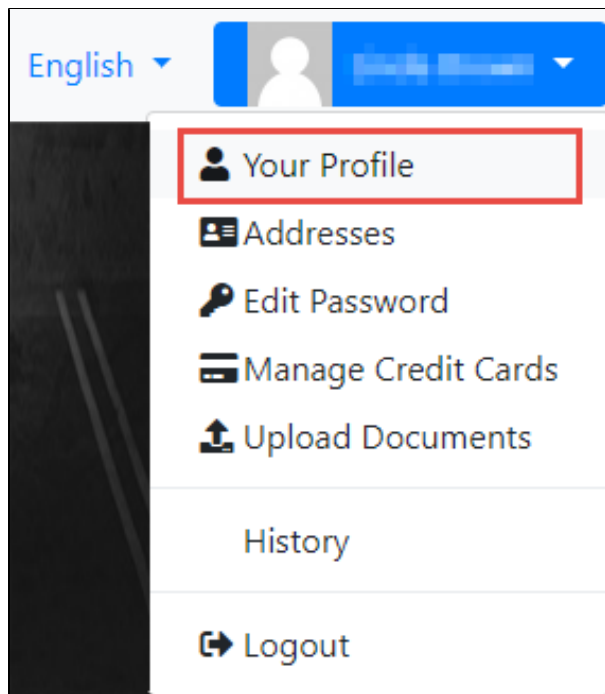 English
Your Profile
Addresses
Edit Password
Manage Credit Cards
Upload Documents
History
Logout